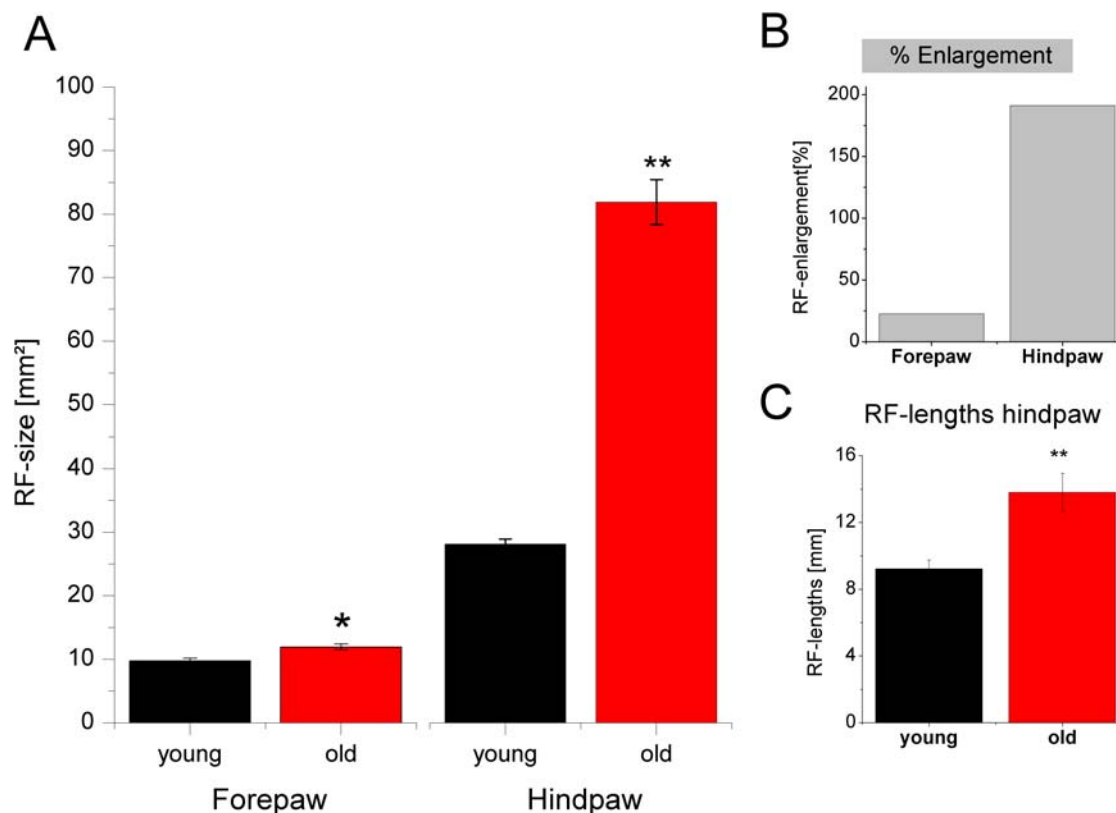 A
100
90
80
70
60
50
40
30
20
10
0
RF-size [mm²]
*
**
young old young old
Forepaw Hindpaw
B
% Enlargement
200
150
100
50
0
RF-enlargement[%]
Forepaw Hindpaw
C
RF-lengths hindpaw
16
12
8
4
0
RF-lengths [mm]
**
young old